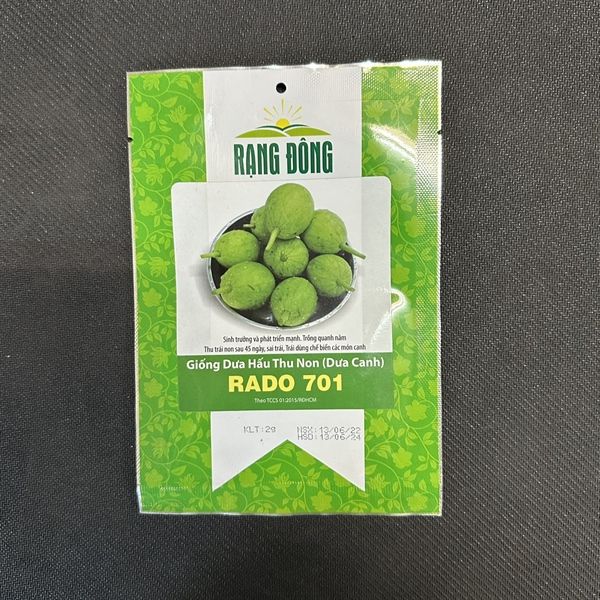 RẠNG ĐÔNG
Sinh trưởng và phát triển mạnh. Trồng quanh năm
Thu trái non sau 45 ngày, sai trái, Trái dùng chế biến các món canh
Giống Dưa Hấu Thu Non (Dưa Canh)
RADO 701
Theo TCCS 01:2015/RĐHCM
KLT:2g NSX:13/06/22
HSD:13/06/24